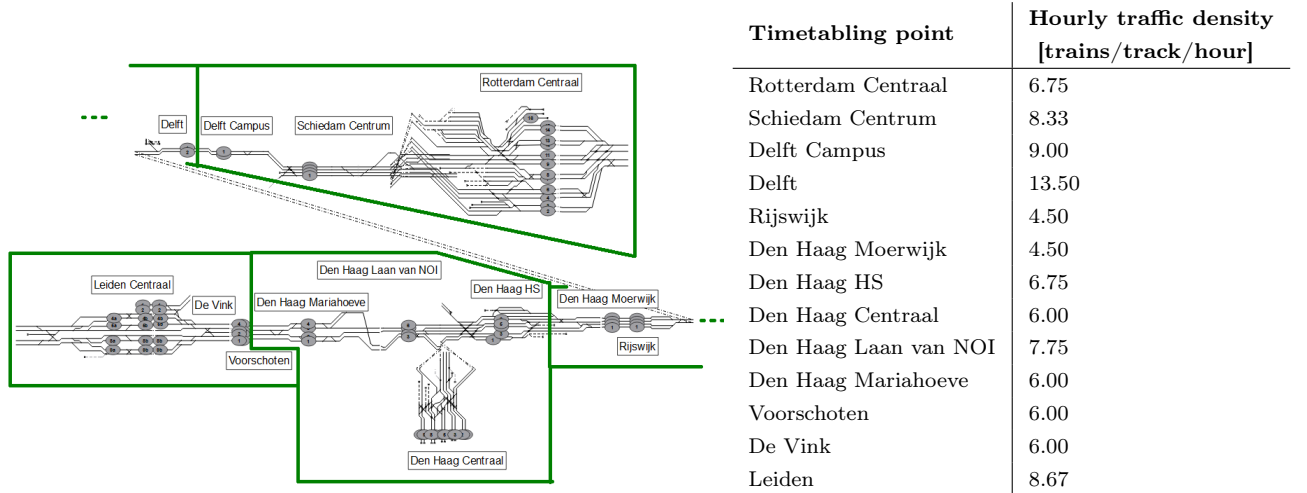 Rotterdam Centraal
Delft
Delft Campus
Schiedam Centrum
Den Haag Laan van NOI
Leiden Centraal
De Vink
Den Haag Mariahoeve
Den Haag HS
Den Haag Moerwijk
Voorschoten
Rijswijk
Den Haag Centraal
Timetabling point
Hourly traffic density
[trains/track/hour]
Rotterdam Centraal 6.75
Schiedam Centrum 8.33
Delft Campus 9.00
Delft 13.50
Rijswijk 4.50
Den Haag Moerwijk 4.50
Den Haag HS 6.75
Den Haag Centraal 6.00
Den Haag Laan van NOI 7.75
Den Haag Mariahoeve 6.00
Voorschoten 6.00
De Vink 6.00
Leiden 8.67